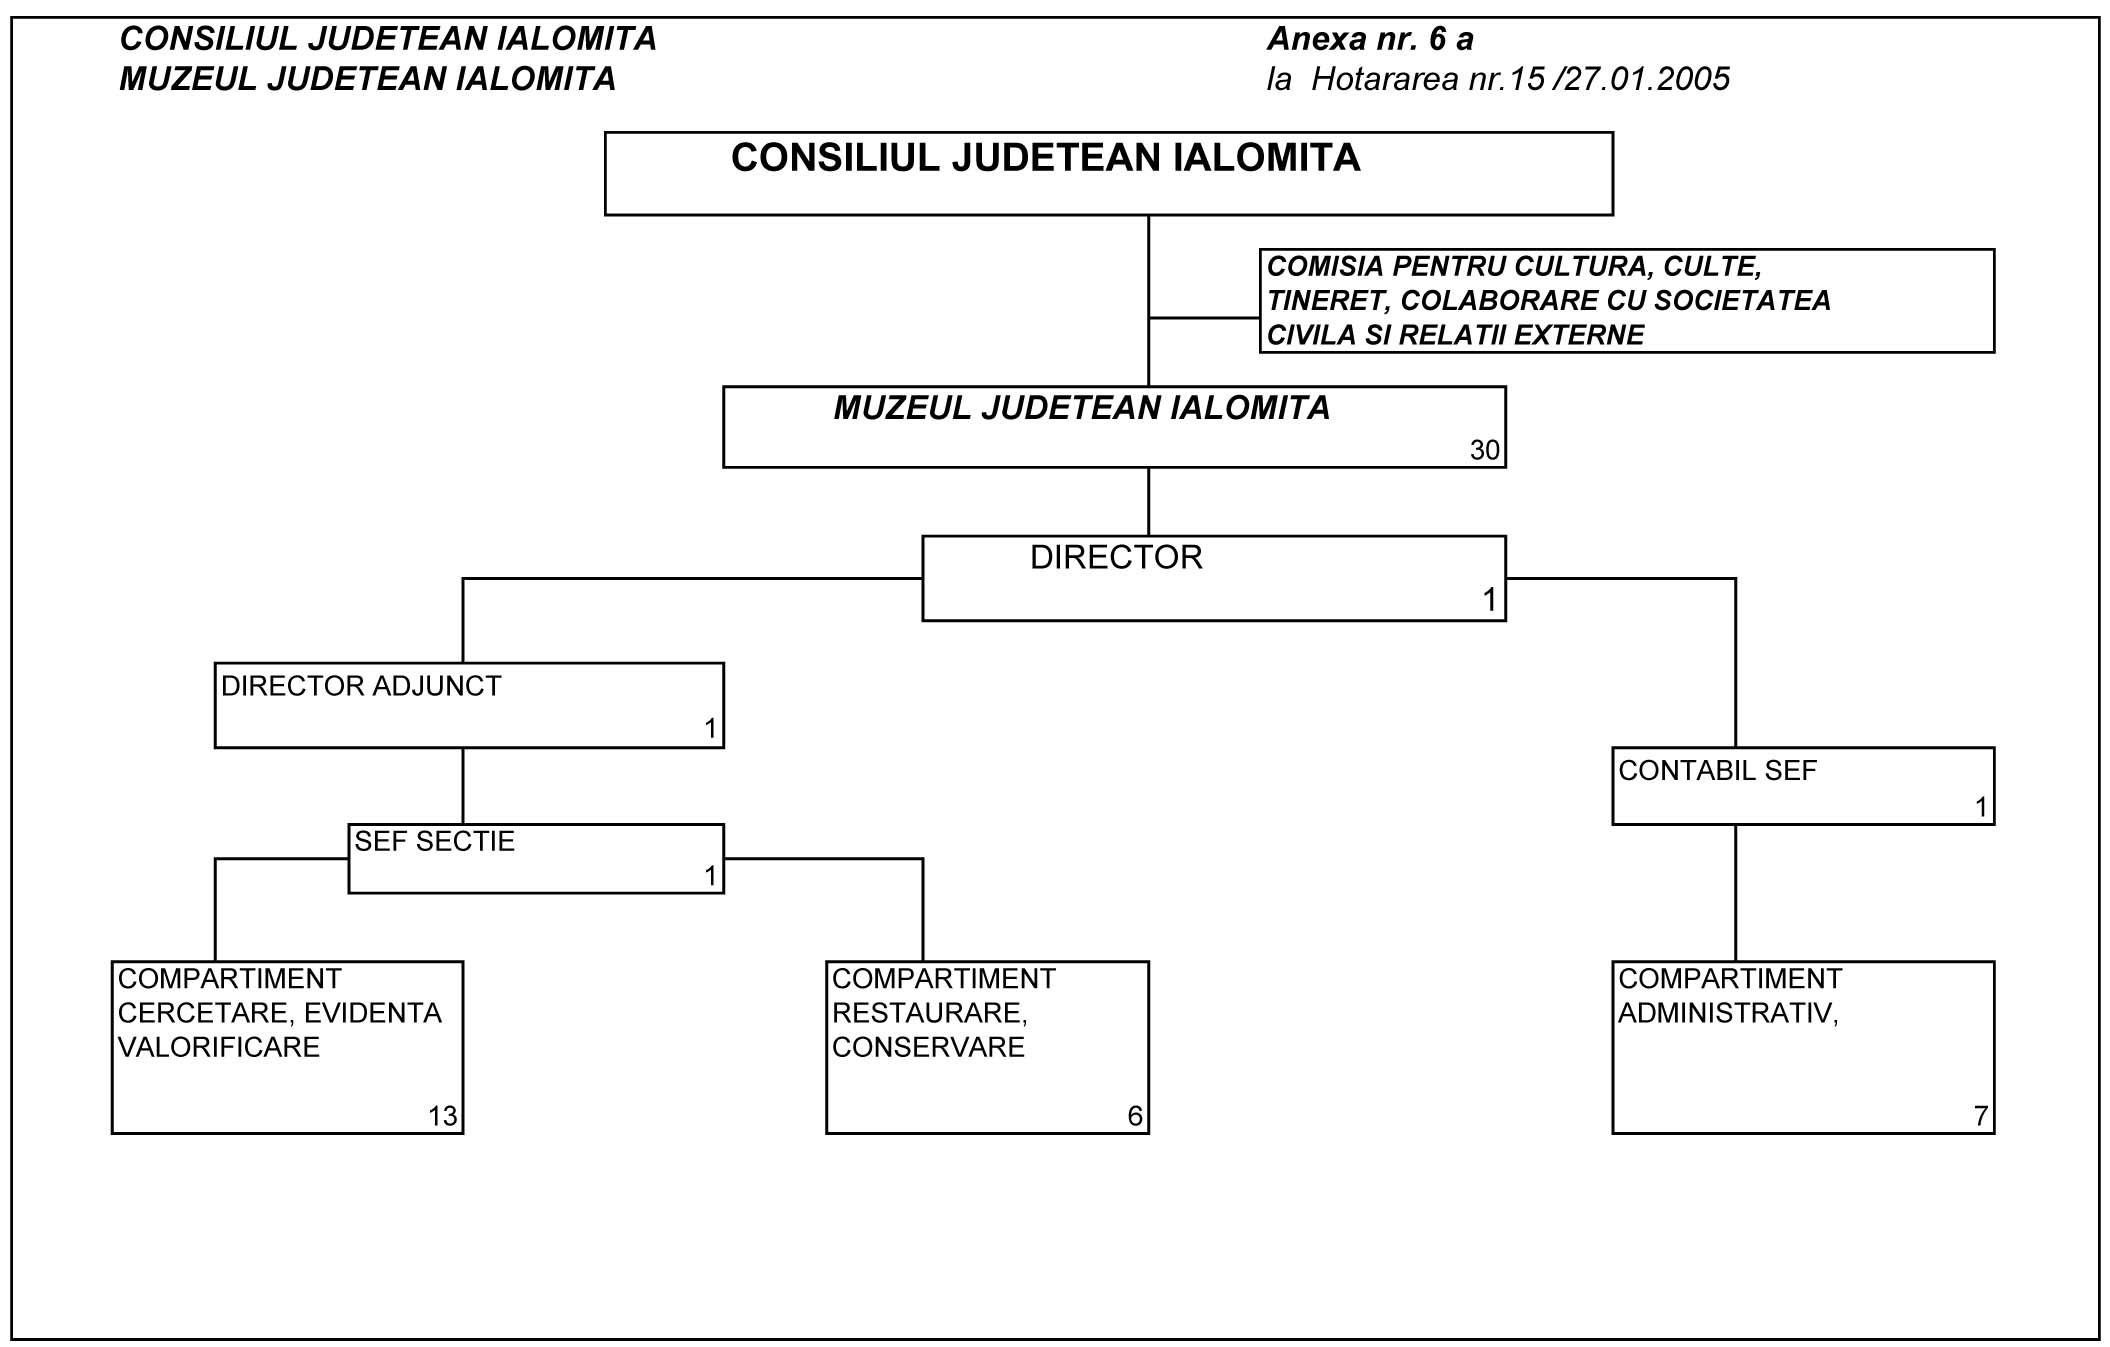 CONSILIUL JUDETEAN IALOMITA
MUZEUL JUDETEAN IALOMITA
Anexa nr. 6 a
la  Hotararea nr.15 /27.01.2005
CONSILIUL JUDETEAN IALOMITA
COMISIA PENTRU CULTURA, CULTE,
TINERET, COLABORARE CU SOCIETATEA
CIVILA SI RELATII EXTERNE
MUZEUL JUDETEAN IALOMITA
30
DIRECTOR
1
DIRECTOR ADJUNCT
1
CONTABIL SEF
1
SEF SECTIE
1
COMPARTIMENT
CERCETARE, EVIDENTA
VALORIFICARE
13
COMPARTIMENT
RESTAURARE,
CONSERVARE
6
COMPARTIMENT
ADMINISTRATIV,
7